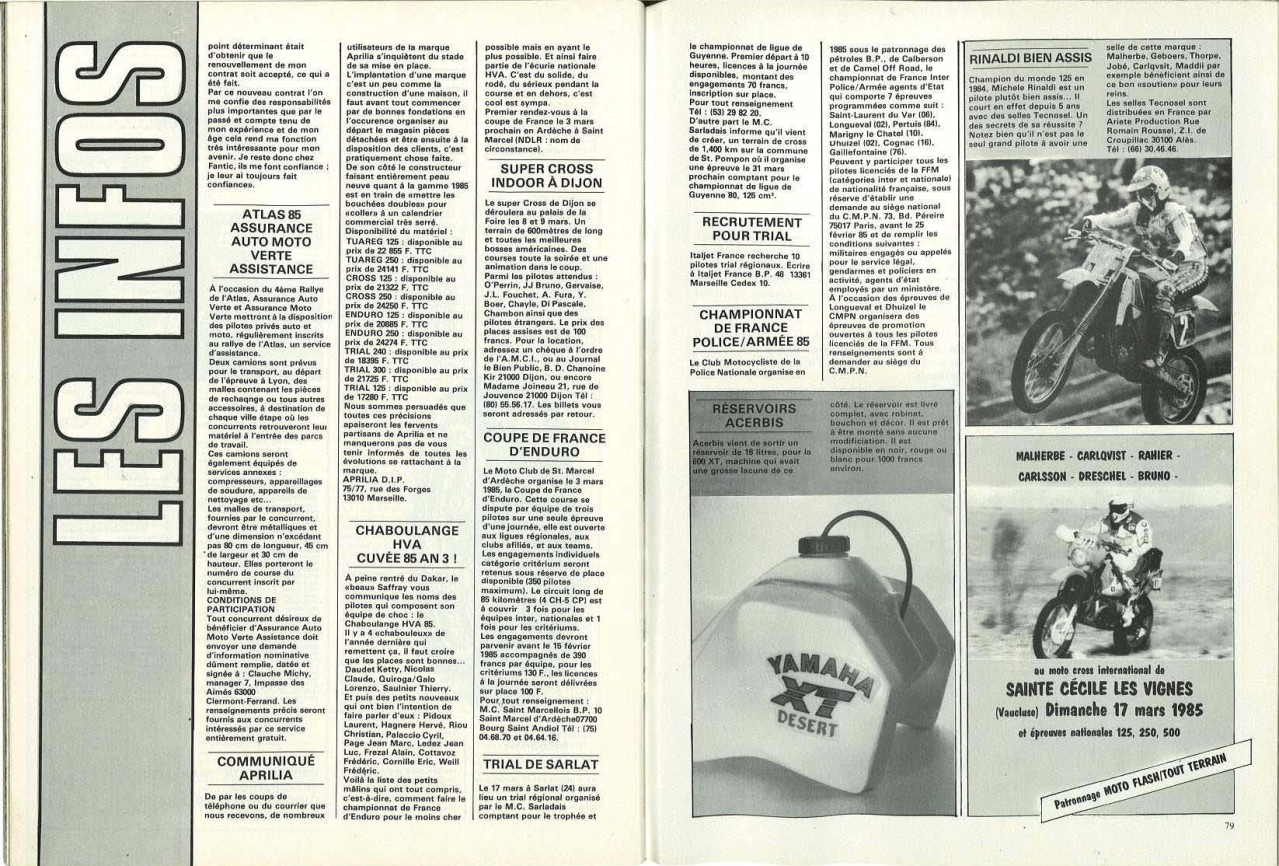 LES INFOS
point déterminant était
d'obtenir que le
renouvellement de mon
contrat soit accepté, ce qui a
été fait.
Par ce nouveau contrat l'on
me confie des responsabilités
plus importantes que par le
passé et compte tenu de
mon expérience et de mon
âge cela rend ma fonction
très intéressante pour mon
avenir. Je reste donc chez
Fantic, ils me font confiance ;
je leur ai toujours fait
confiance».
ATLAS 85
ASSURANCE
AUTO MOTO
VERTE
ASSISTANCE
À l'occasion du 4ème Rallye
de l'Atlas, Assurance Auto
Verte et Assurance Moto
Verte mettront à la disposition
des pilotes privés auto et
moto, régulièrement inscrits
au rallye de l'Atlas, un service
d'assistance.
Deux camions sont prévus
pour le transport, au départ
de l'épreuve à Lyon, des
malles contenant les pièces
de rechaqnge ou tous autres
accessoires, à destination de
chaque ville étape où les
concurrents retrouveront leur
matériel à l'entrée des parcs
de travail.
Ces camions seront
également équipés de
services annexes :
compresseurs, appareillages
de soudure, appareils de
nettoyage etc...
Les malles de transport,
fournies par le concurrent,
devront être métalliques et
d'une dimension n'excédant
pas 80 cm de longueur, 45 cm
de largeur et 30 cm de
hauteur. Elles porteront le
numéro de course du
concurrent inscrit par
lui-même.
CONDITIONS DE
PARTICIPATION
Tout concurrent désireux de
bénéficier d'Assurance Auto
Moto Verte Assistance doit
envoyer une demande
d'information nominative
dûment remplie, datée et
signée à : Clauche Michy,
manager 7, Impasse des
Aimés 63000
Clermont-Ferrand. Les
renseignements précis seront
fournis aux concurrents
intéressés par ce service
entièrement gratuit.
COMMUNIQUÉ
APRILIA
De par les coups de
téléphone ou du courrier que
nous recevons, de nombreux
utilisateurs de la marque
Aprilia s'inquiètent du stade
de sa mise en place.
L'implantation d'une marque
c'est un peu comme la
construction d'une maison, il
faut avant tout commencer
par de bonnes fondations en
l'occurence organiser au
départ le magasin pièces
détachées et être ensuite à la
disposition des clients, c'est
pratiquement chose faite.
De son côté le constructeur
faisant entièrement peau
neuve quant à la gamme 1985
est en train de «mettre les
bouchées doubles» pour
«coller» à un calendrier
commercial très serré.
Disponibilité du matériel :
TUAREG 125 : disponible au
prix de 22 855 F. TTC
TUAREG 250 : disponible au
prix de 24141 F. TTC
CROSS 125 : disponible au
prix de 21322 F. TTC
CROSS 250 : disponible au
prix de 24250 F. TTC
ENDURO 125 : disponible au
prix de 20885 F. TTC
ENDURO 250 : disponible au
prix de 24274 F. TTC
TRIAL 240 : disponible au prix
de 18395 F. TTC
TRIAL 300 : disponible au prix
de 21725 F. TTC
TRIAL 125 : disponible au prix
de 17280 F. TTC
Nous sommes persuadés que
toutes ces précisions
apaiseront les fervents
partisans de Aprilia et ne
manquerons pas de vous
tenir informés de toutes les
évolutions se rattachant à la
marque.
APRILIA D.I.P.
75/77, rue des Forges
13010 Marseille.
CHABOULANGE
HVA
CUVÉE 85 AN 3 !
À peine rentré du Dakar, le
«beau» Saffray vous
communique les noms des
pilotes qui composent son
équipe de choc : le
Chaboulange HVA 85.
Il y a 4 «chabouleux» de
l'année dernière qui
remettent ça, il faut croire
que les places sont bonnes...
Daudet Ketty, Nicolas
Claude, Quiroga/Galo
Lorenzo, Saulnier Thierry.
Et puis des petits nouveaux
qui ont bien l'intention de
faire parler d'eux : Pidoux
Laurent, Hagnere Hervé, Riou
Christian, Palaccio Cyril,
Page Jean Marc, Ledez Jean
Luc, Frezal Alain, Cottavoz
Frédéric, Cornille Eric, Weill
Frédéric.
Voilà la liste des petits
mâlins qui ont tout compris,
c'est-à-dire, comment faire le
championnat de France
d'Enduro pour le moins cher
possible mais en ayant le
plus possible. Et ainsi faire
partie de l'écurie nationale
HVA. C'est du solide, du
rodé, du sérieux pendant la
course et en dehors, c'est
cool et sympa.
Premier rendez-vous à la
coupe de France le 3 mars
prochain en Ardèche à Saint
Marcel (NDLR : nom de
circonstance).
SUPER CROSS
INDOOR À DIJON
Le super Cross de Dijon se
déroulera au palais de la
Foire les 8 et 9 mars. Un
terrain de 600mètres de long
et toutes les meilleures
bosses américaines. Des
courses toute la soirée et une
animation dans le coup.
Parmi les pilotes attendus :
O'Perrin, JJ Bruno, Gervaise,
J.L. Fouchet, A. Fura, Y.
Boer, Chayle, Di Pascale,
Chambon ainsi que des
pilotes étrangers. Le prix des
places assises est de 100
francs. Pour la location,
adressez un chèque à l'ordre
de l'A.M.C.I., ou au Journal
le Bien Public, B. D. Chanoine
Kir 21000 Dijon, ou encore
Madame Joineau 21, rue de
Jouvence 21000 Dijon Tél :
(80) 55.56.17. Les billets vous
seront adressés par retour.
COUPE DE FRANCE
D'ENDURO
Le Moto Club de St. Marcel
d'Ardèche organise le 3 mars
1985, la Coupe de France
d'Enduro. Cette course se
dispute par équipe de trois
pilotes sur une seule épreuve
d'une journée, elle est ouverte
aux ligues régionales, aux
clubs afiliés, et aux teams.
Les engagements individuels
catégorie critérium seront
retenus sous réserve de place
disponible (350 pilotes
maximum). Le circuit long de
85 kilomètres (4 CH-5 CP) est
à couvrir 3 fois pour les
équipes inter, nationales et 1
fois pour les critériums.
Les engagements devront
parvenir avant le 15 février
1985 accompagnés de 390
francs par équipe, pour les
critériums 130 F., les licences
à la journée seront délivrées
sur place 100 F.
Pour tout renseignement :
M.C. Saint Marcellois B.P. 10
Saint Marcel d'Ardèche07700
Bourg Saint Andiol Tél : (75)
04.68.70 et 04.64.16.
TRIAL DE SARLAT
Le 17 mars à Sarlat (24) aura
lieu un trial régional organisé
par le M.C. Sarladais
comptant pour le trophée et
le championnat de ligue de
Guyenne. Premier départ à 10
heures, licences à la journée
disponibles, montant des
engagements 70 francs,
inscription sur place.
Pour tout renseignement
Tél : (53) 29 82 20.
D'autre part le M.C.
Sarladais informe qu'il vient
de créer, un terrain de cross
de 1,400 km sur la commune
de St. Pompon où il organise
une épreuve le 31 mars
prochain comptant pour le
championnat de ligue de
Guyenne 80, 125 cm³.
RECRUTEMENT
POUR TRIAL
Italjet France recherche 10
pilotes trial régionaux. Écrire
à Italjet France B.P. 48 13361
Marseille Cedex 10.
CHAMPIONNAT
DE FRANCE
POLICE/ARMÉE 85
Le Club Motocycliste de la
Police Nationale organise en
1985 sous le patronnage des
pétroles B.P., de Calberson
et de Camel Off Road, le
championnat de France Inter
Police/Armée agents d'Etat
qui comporte 7 épreuves
programmées comme suit :
Saint-Laurent du Var (06),
Longueval (02), Pertuis (84),
Marigny le Chatel (10),
Dhuizel (02), Cognac (16),
Gaillefontaine (76).
Peuvent y participer tous les
pilotes licenciés de la FFM
(catégories inter et nationale)
de nationalité française, sous
réserve d'établir une
demande au siège national
du C.M.P.N. 73, Bd. Péreire
75017 Paris, avant le 25
février 85 et de remplir les
conditions suivantes :
militaires engagés ou appelés
pour le service légal,
gendarmes et policiers en
activité, agents d'état
employés par un ministère.
À l'occasion des épreuves de
Longueval et Dhuizel le
CMPN organisera des
épreuves de promotion
ouvertes à tous les pilotes
licenciés de la FFM. Tous
renseignements sont à
demander au siège du
C.M.P.N.
RÉSERVOIRS
ACERBIS
Acerbis vient de sortir un
réservoir de 18 litres, pour la
600 XT, machine qui avait
une grosse lacune de ce
côté. Le réservoir est livré
complet, avec robinet,
bouchon et décor. Il est prêt
à être monté sans aucune
modificiation. Il est
disponible en noir, rouge ou
blanc pour 1000 francs
environ.
YAMAHA
XT
DESERT
RINALDI BIEN ASSIS
Champion du monde 125 en
1984, Michele Rinaldi est un
pilote plutôt bien assis... Il
court en effet depuis 5 ans
avec des selles Tecnosel. Un
des secrets de sa réussite ?
Notez bien qu'il n'est pas le
seul grand pilote à avoir une
selle de cette marque :
Malherbe, Geboers, Thorpe,
Jobé, Carlqvsit, Maddii par
exemple bénéficient ainsi de
ce bon «soutien» pour leurs
reins.
Les selles Tecnosel sont
distribuées en France par
Ariete Production Rue
Romain Roussel, Z.I. de
Croupillac 30100 Alès.
Tél : (66) 30.46.46.
2
MALHERBE - CARLQVIST - RAHIER -
CARLSSON - DRESCHEL - BRUNO -
au moto cross international de
SAINTE CÉCILE LES VIGNES
(Vaucluse) Dimanche 17 mars 1985
et épreuves nationales 125, 250, 500
Patronnage MOTO FLASH/TOUT TERRAIN
79